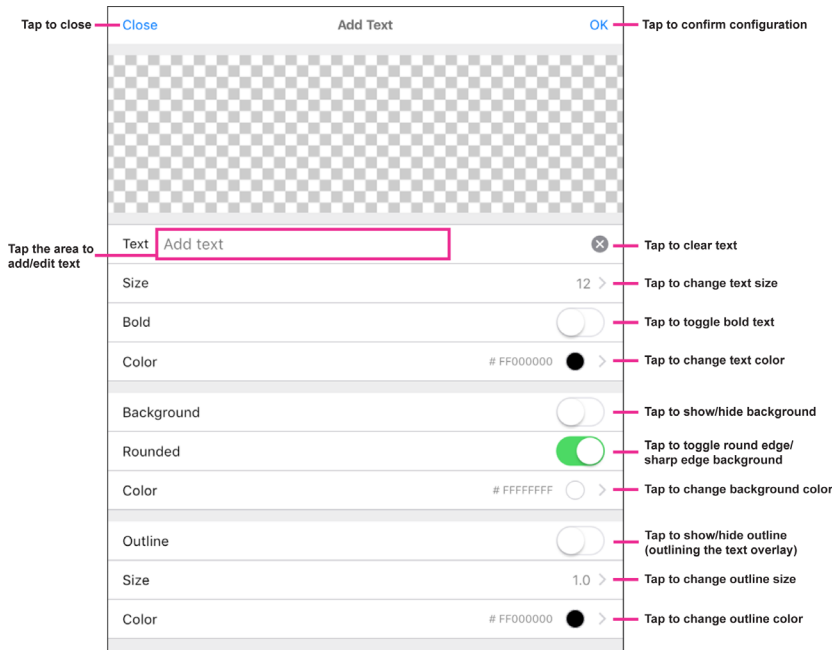 Tap to close
Close
Add Text
OK
Tap to confirm configuration
Tap the area to
add/edit text
Text
Add text
Tap to clear text
Size
12
Tap to change text size
Bold
Tap to toggle bold text
Color
# FF000000
Tap to change text color
Background
Tap to show/hide background
Rounded
Tap to toggle round edge/
sharp edge background
Color
# FFFFFFFF
Tap to change background color
Outline
Tap to show/hide outline
(outlining the text overlay)
Size
1.0
Tap to change outline size
Color
# FF000000
Tap to change outline color